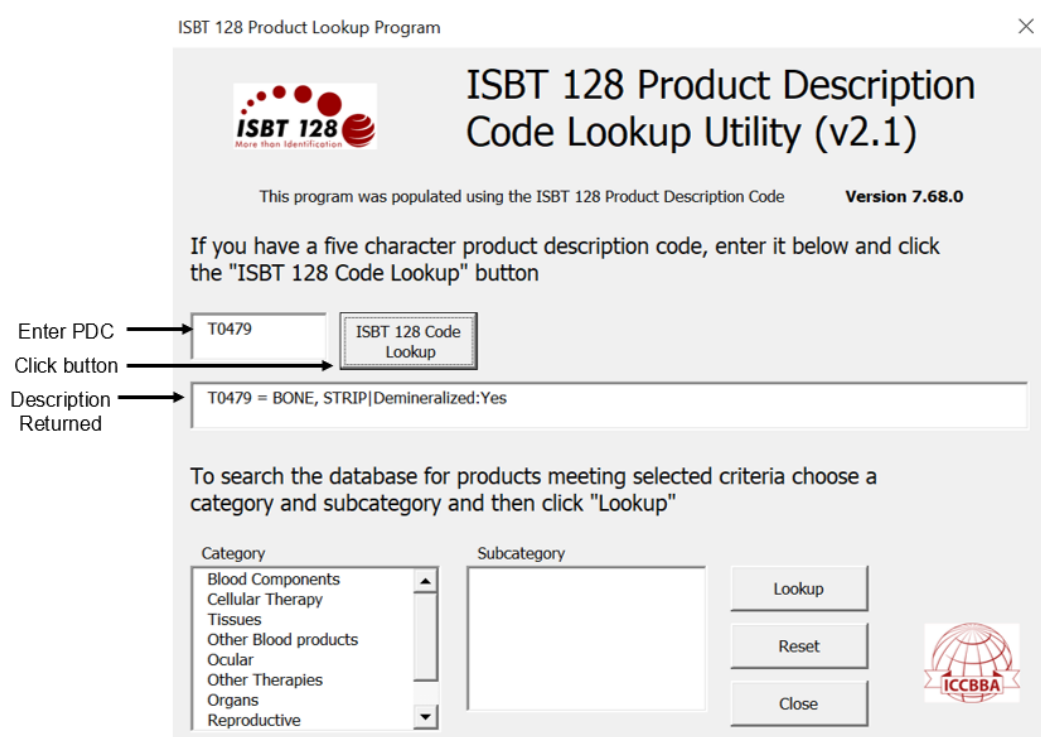 ISBT 128 Product Lookup Program
ISBT 128
More than Identification
ISBT 128 Product Description
Code Lookup Utility (v2.1)
This program was populated using the ISBT 128 Product Description Code Version 7.68.0
If you have a five character product description code, enter it below and click
the "ISBT 128 Code Lookup" button
Enter PDC
T0479
ISBT 128 Code
Lookup
Click button
Description
Returned
T0479 = BONE, STRIP|Demineralized:Yes
To search the database for products meeting selected criteria choose a
category and subcategory and then click "Lookup"
Category
Subcategory
Blood Components
Cellular Therapy
Tissues
Other Blood products
Ocular
Other Therapies
Organs
Reproductive
Lookup
Reset
Close
ICCBBA